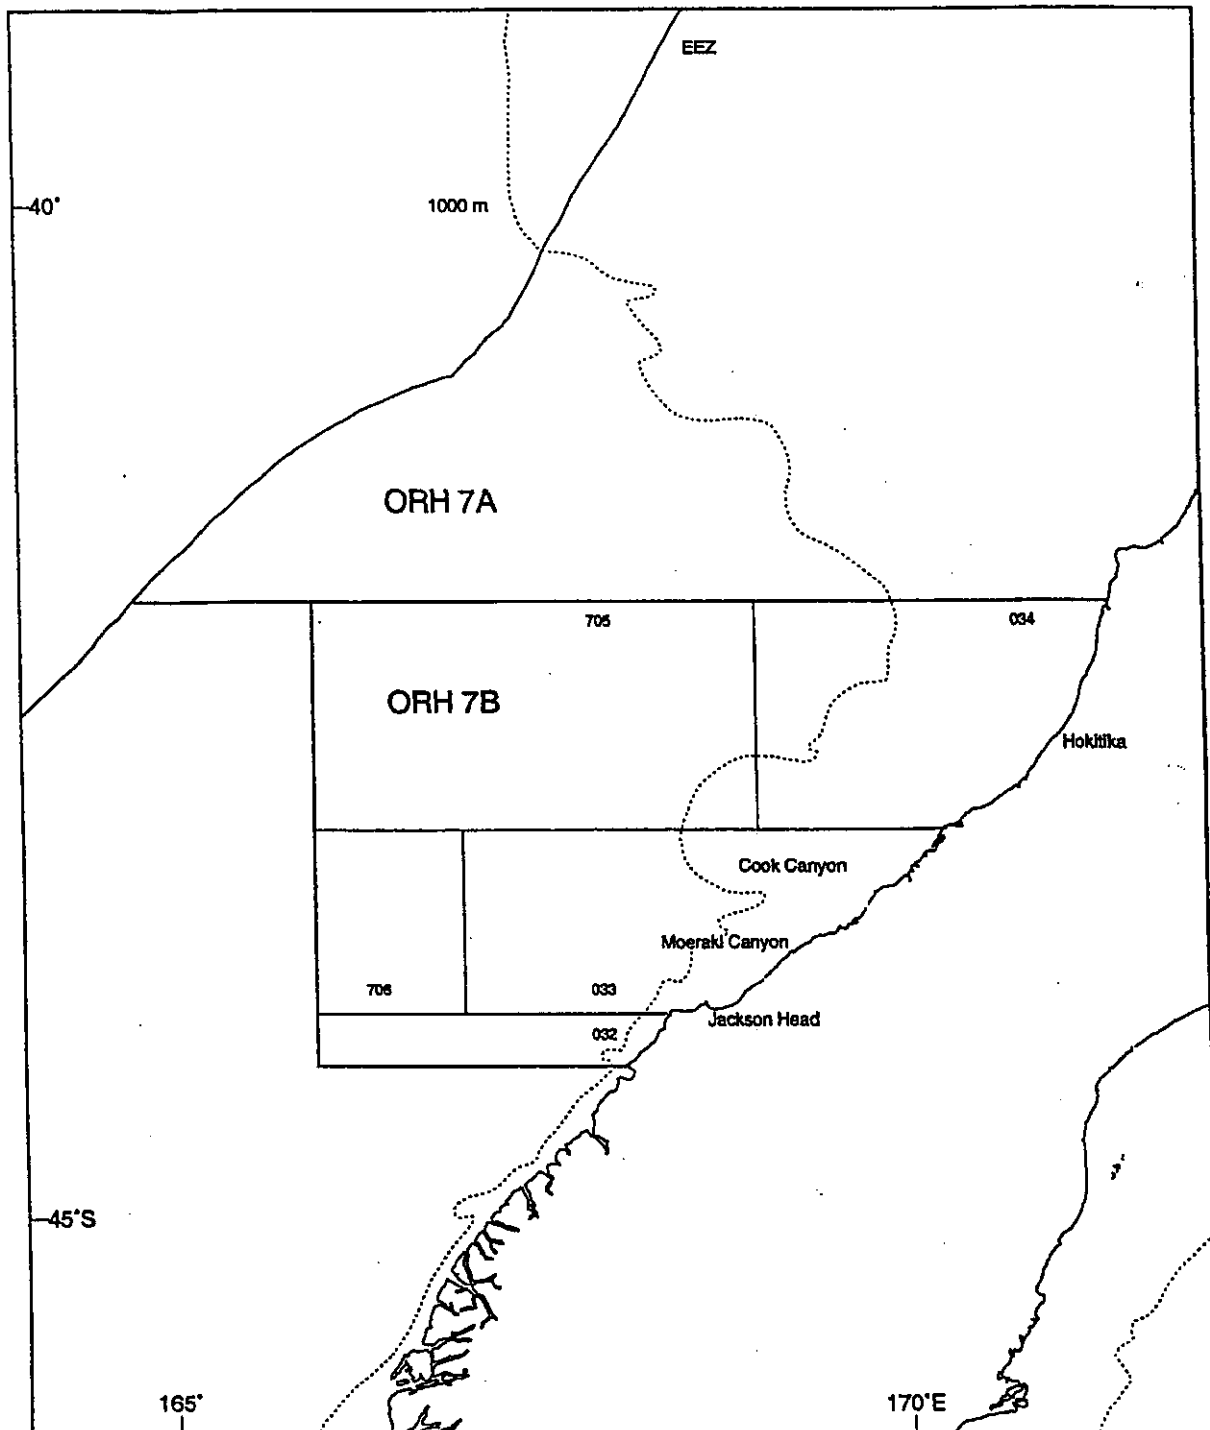 EEZ
40°
1000 m
ORH 7A
705
034
ORH 7B
Hokitika
Cook Canyon
Moeraki Canyon
706
033
Jackson Head
032
45°S
165°
170°E